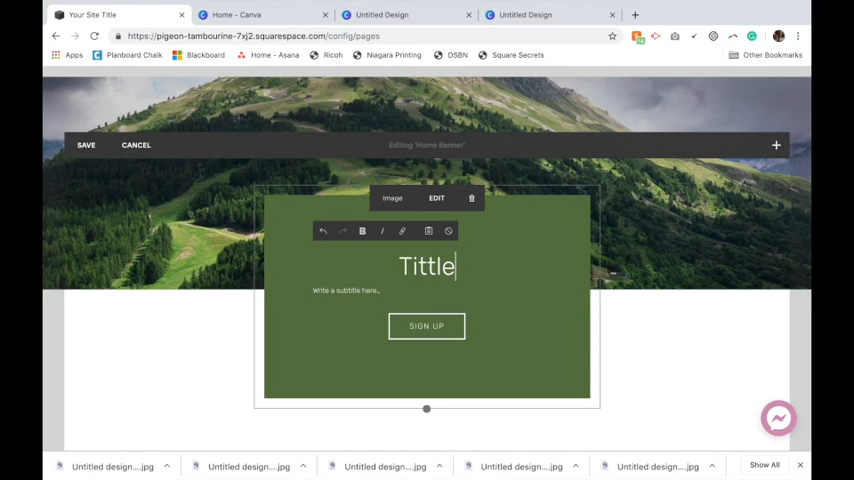 Your Site Title
Home - Canva
Untitled Design
Untitled Design
https://pigeon-tambourine-7xj2.squarespace.com/config/pages
Apps
Planboard Chalk
Blackboard
Home - Asana
Ricoh
Niagara Printing
DSBN
Square Secrets
Other Bookmarks
SAVE
CANCEL
Editing 'Home Banner'
Image
EDIT
B
I
Tittle
Write a subtitle here...
SIGN UP
Untitled design....jpg
Untitled design....jpg
Untitled design....jpg
Untitled design....jpg
Untitled design....jpg
Show All